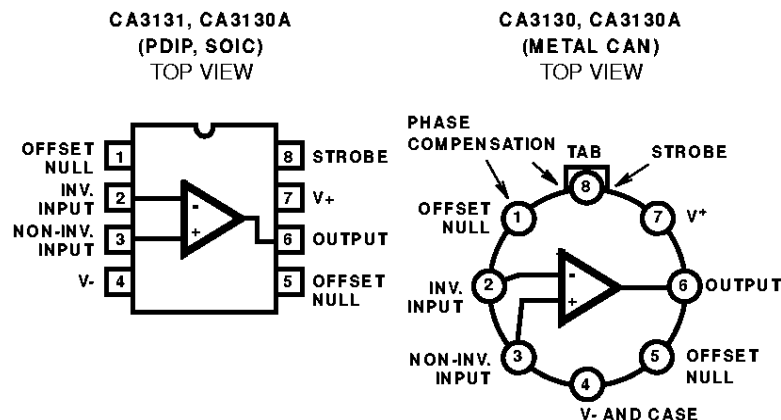 CA3131, CA3130A
(PDIP, SOIC)
TOP VIEW
OFFSET
NULL
1
INV.
INPUT
2
NON-INV.
INPUT
3
V-
4
8
STROBE
7
V+
6
OUTPUT
5
OFFSET
NULL
-
+
CA3130, CA3130A
(METAL CAN)
TOP VIEW
PHASE
COMPENSATION
TAB
STROBE
8
OFFSET
NULL
1
7
V+
INV.
INPUT
2
-
+
6
OUTPUT
NON-INV.
INPUT
3
5
OFFSET
NULL
4
V- AND CASE